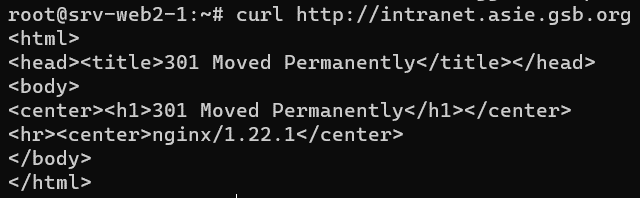 root@srv-web2-1:~# curl http://intranet.asie.gsb.org
<html>
<head><title>301 Moved Permanently</title></head>
<body>
<center><h1>301 Moved Permanently</h1></center>
<hr><center>nginx/1.22.1</center>
</body>
</html>